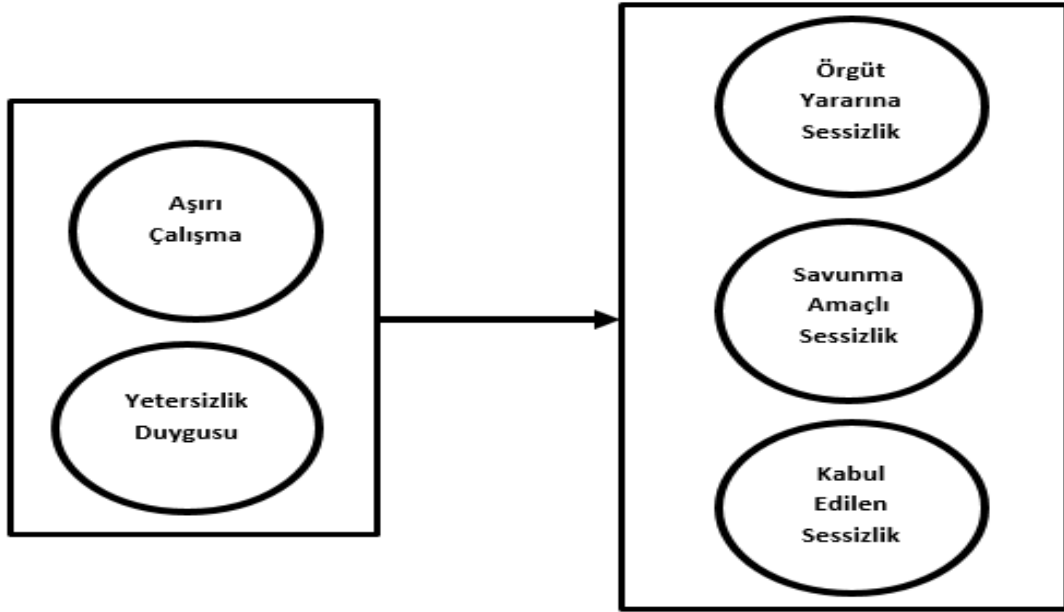 Aşırı
Çalışma
Yetersizlik
Duygusu
Örgüt
Yararına
Sessizlik
Savunma
Amaçlı
Sessizlik
Kabul
Edilen
Sessizlik